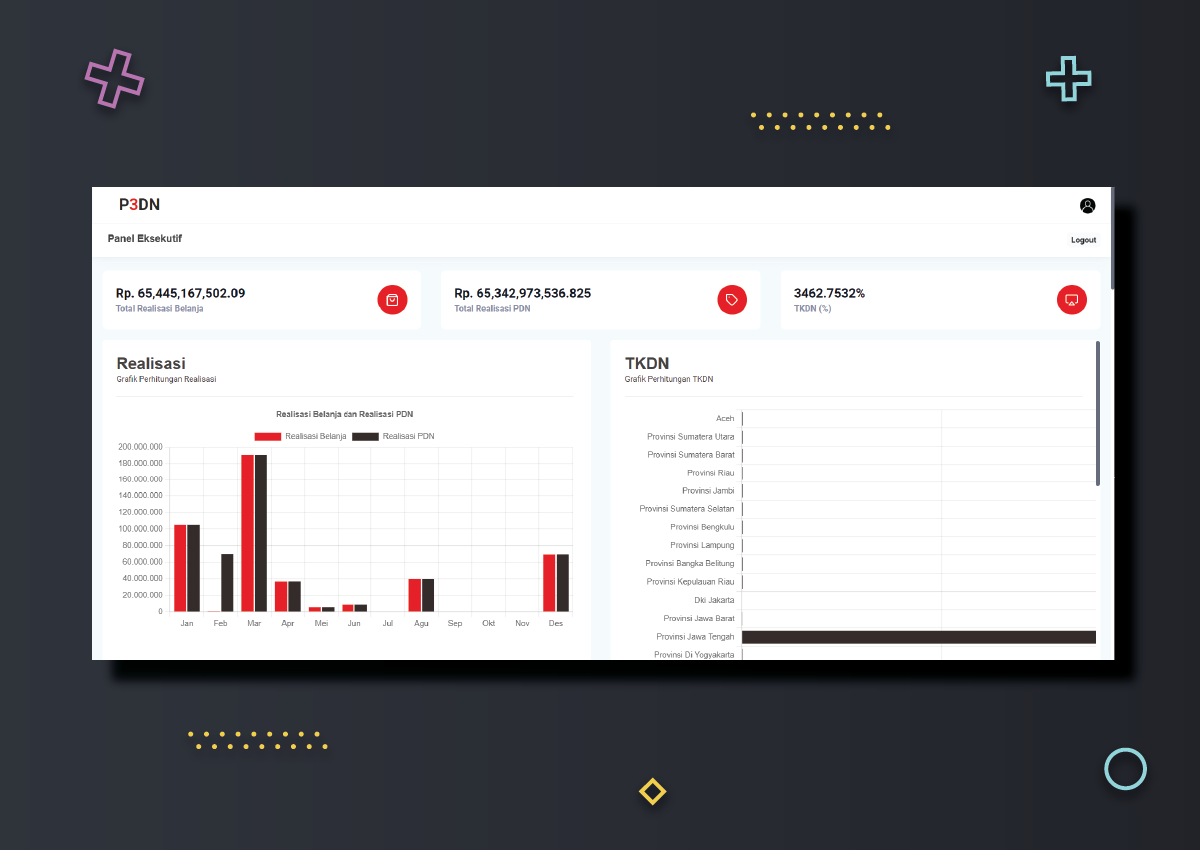 P3DN
Panel Eksekutif
Logout
Rp. 65,445,167,502.09
Total Realisasi Belanja
Rp. 65,342,973,536.825
Total Realisasi PDN
3462.7532%
TKDN (%)
Realisasi
Grafik Perhitungan Realisasi
Realisasi Belanja dan Realisasi PDN
Realisasi Belanja
Realisasi PDN
200.000.000
180.000.000
160.000.000
140.000.000
120.000.000
100.000.000
80.000.000
60.000.000
40.000.000
20.000.000
0
Jan Feb Mar Apr Mei Jun Jul Agu Sep Okt Nov Des
TKDN
Grafik Perhitungan TKDN
Aceh
Provinsi Sumatera Utara
Provinsi Sumatera Barat
Provinsi Riau
Provinsi Jambi
Provinsi Sumatera Selatan
Provinsi Bengkulu
Provinsi Lampung
Provinsi Bangka Belitung
Provinsi Kepulauan Riau
Dki Jakarta
Provinsi Jawa Barat
Provinsi Jawa Tengah
Provinsi Di Yogyakarta